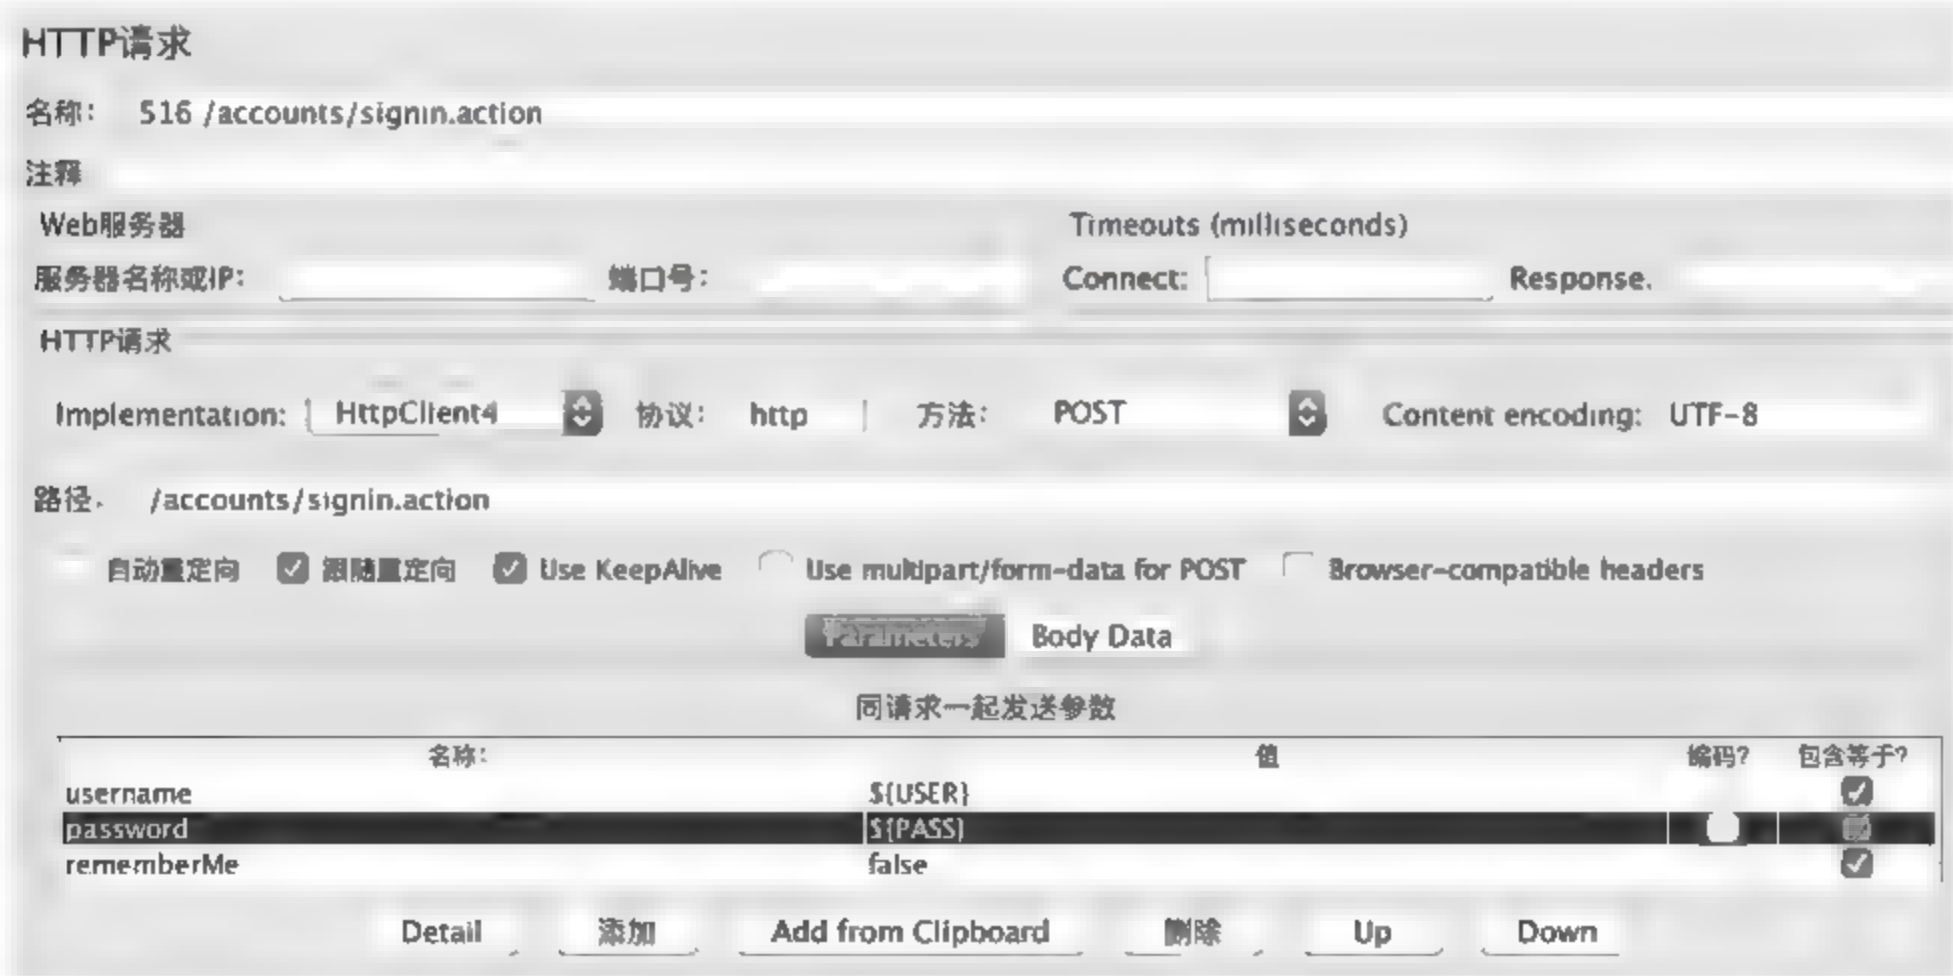 HTTP请求
名称: 516 /accounts/signin.action
注释
Web服务器 Timeouts (milliseconds)
服务器名称或IP: 端口号: Connect: Response:
HTTP请求
Implementation: HttpClient4 协议: http 方法: POST Content encoding: UTF-8
路径: /accounts/signin.action
自动重定向 跟随重定向 Use KeepAlive Use multipart/form-data for POST Browser-compatible headers
Parameters Body Data
同请求一起发送参数
名称: 值 编码? 包含等于?
username ${USER}
password ${PASS}
rememberMe false
Detail 添加 Add from Clipboard 删除 Up Down